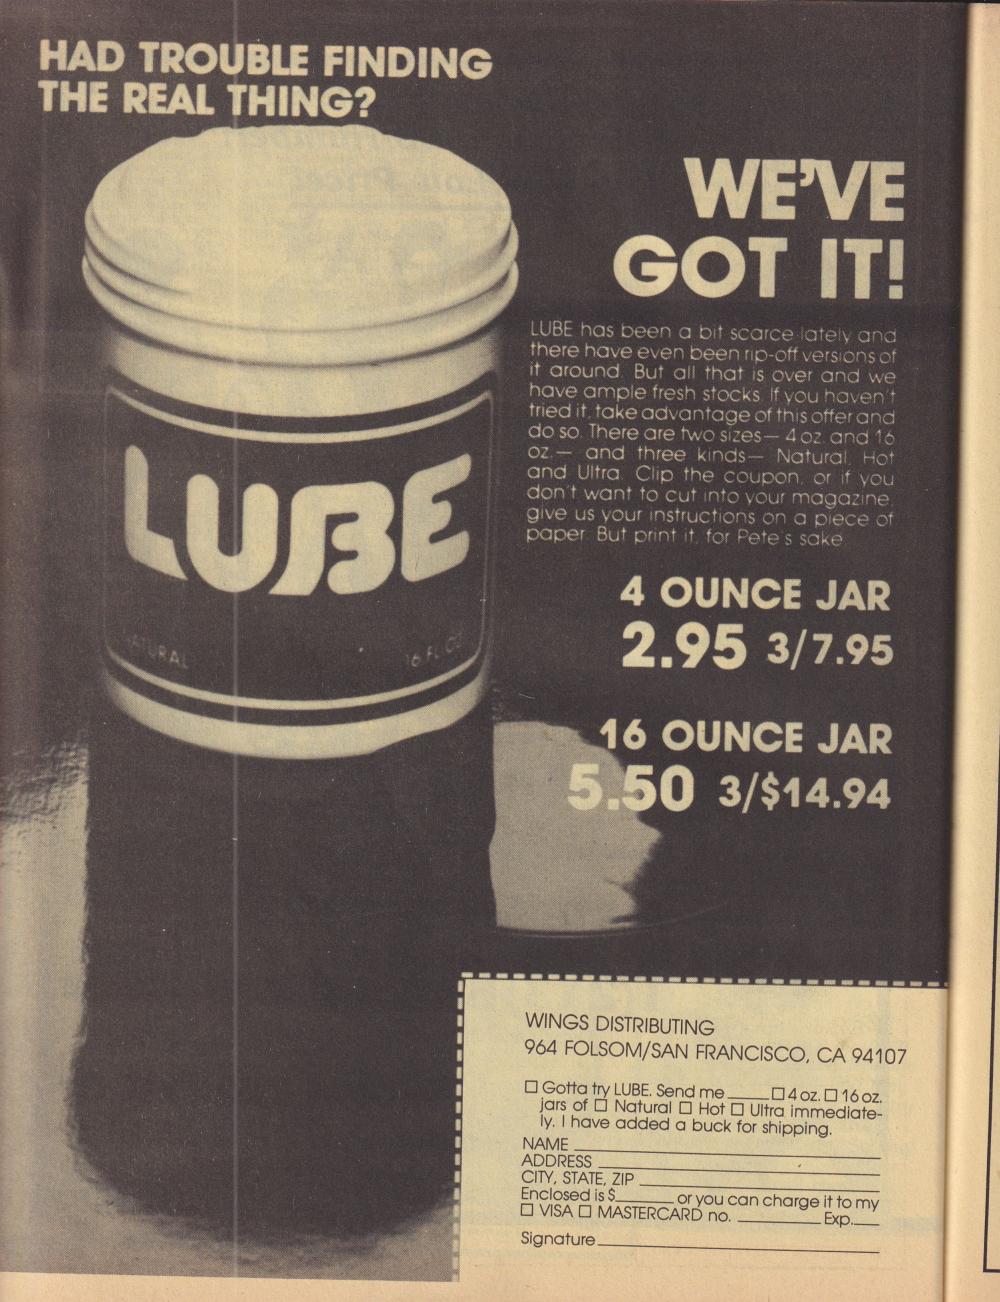 HAD TROUBLE FINDING
THE REAL THING?
WE'VE
GOT IT!
LUBE has been a bit scarce lately and
there have even been rip-off versions of
it around. But all that is over and we
have ample fresh stocks. If you haven't
tried it, take advantage of this offer and
do so. There are two sizes— 4 oz. and 16
oz.— and three kinds— Natural, Hot
and Ultra. Clip the coupon, or if you
don't want to cut into your magazine,
give us your instructions on a piece of
paper. But print it, for Pete's sake.
LUBE
NATURAL
16 FL OZ
4 OUNCE JAR
2.95 3/7.95
16 OUNCE JAR
5.50 3/$14.94
WINGS DISTRIBUTING
964 FOLSOM/SAN FRANCISCO, CA 94107
☐ Gotta try LUBE. Send me _____ ☐ 4 oz. ☐ 16 oz.
jars of ☐ Natural ☐ Hot ☐ Ultra immediate-
ly. I have added a buck for shipping.
NAME
ADDRESS
CITY, STATE, ZIP
Enclosed is $_______ or you can charge it to my
☐ VISA ☐ MASTERCARD no. __________ Exp.___
Signature